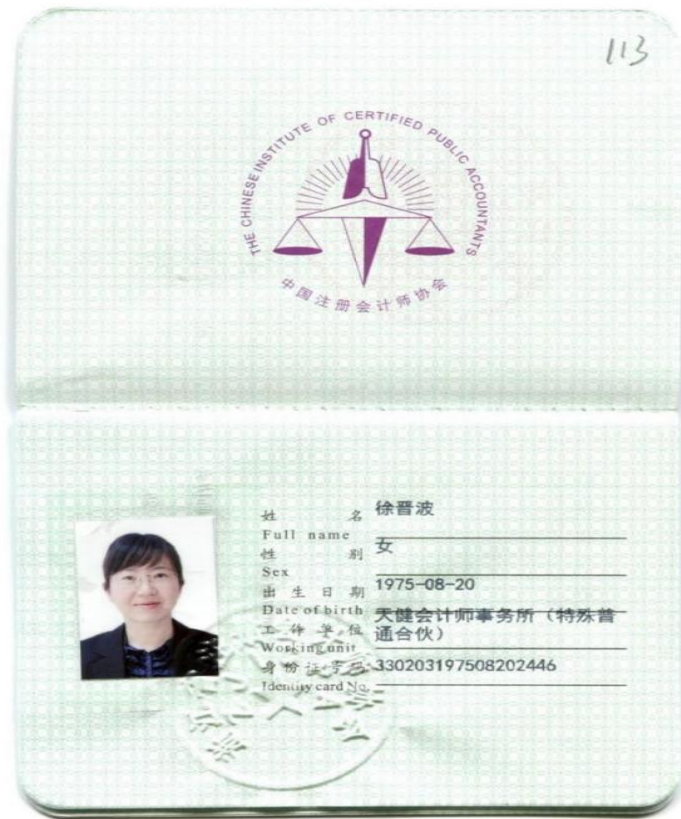 113
THE CHINESE INSTITUTE OF CERTIFIED PUBLIC ACCOUNTANTS
中国注册会计师协会
姓 名 徐晋波
Full name
性 别 女
Sex
出 生 日 期 1975-08-20
Date of birth
工 作 单 位 天健会计师事务所（特殊普
通合伙）
Working unit
身份证号码 330203197508202446
Identity card No.